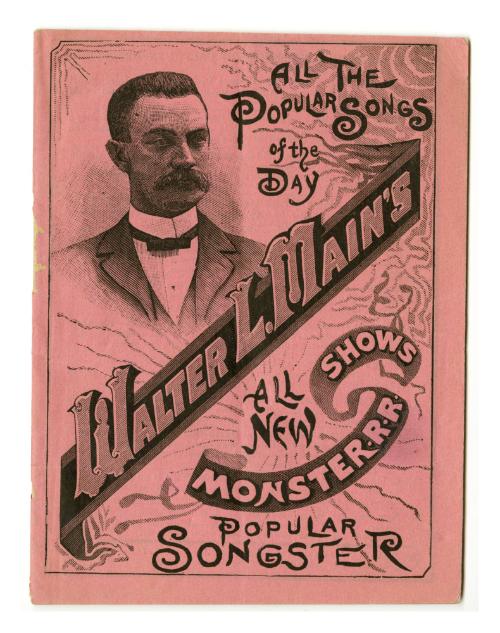 ALL THE
POPULAR SONGS
of the
DAY
WALTER L. MAIN'S
ALL
NEW
MONSTER-R.R.
SHOWS
POPULAR
SONGSTER